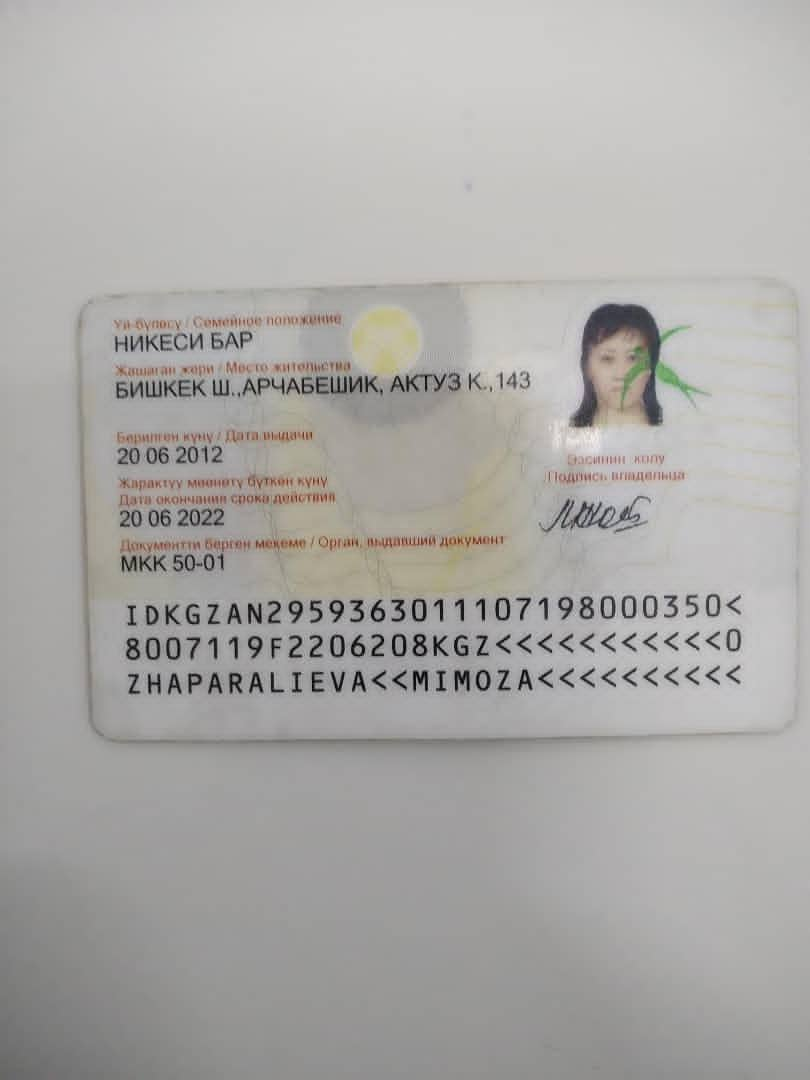 Үй-бүлөсү / Семейное положение
НИКЕСИ БАР
Жашаган жери / Место жительства
БИШКЕК Ш.,АРЧАБЕШИК, АКТУЗ К.,143
Берилген күнү / Дата выдачи
20 06 2012
Жарактуу мөөнөтү бүткөн күнү
Дата окончания срока действия
20 06 2022
Документти берген мекеме / Орган, выдавший документ
МКК 50-01
Ээсинин колу
Подпись владельца
IDKGZAN2959363011107198000350<
8007119F2206208KGZ<<<<<<<<<<<0
ZHAPARALIEVA<<MIMOZA<<<<<<<<<<